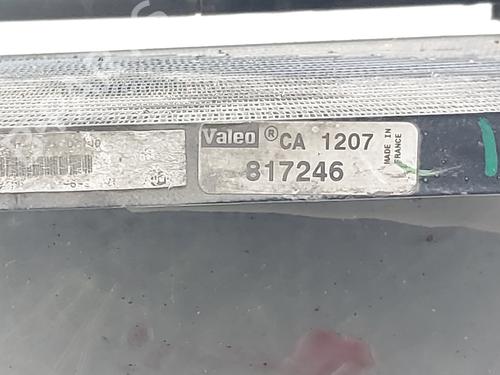 Valeo ® CA 1207
817246
MADE IN
FRANCE